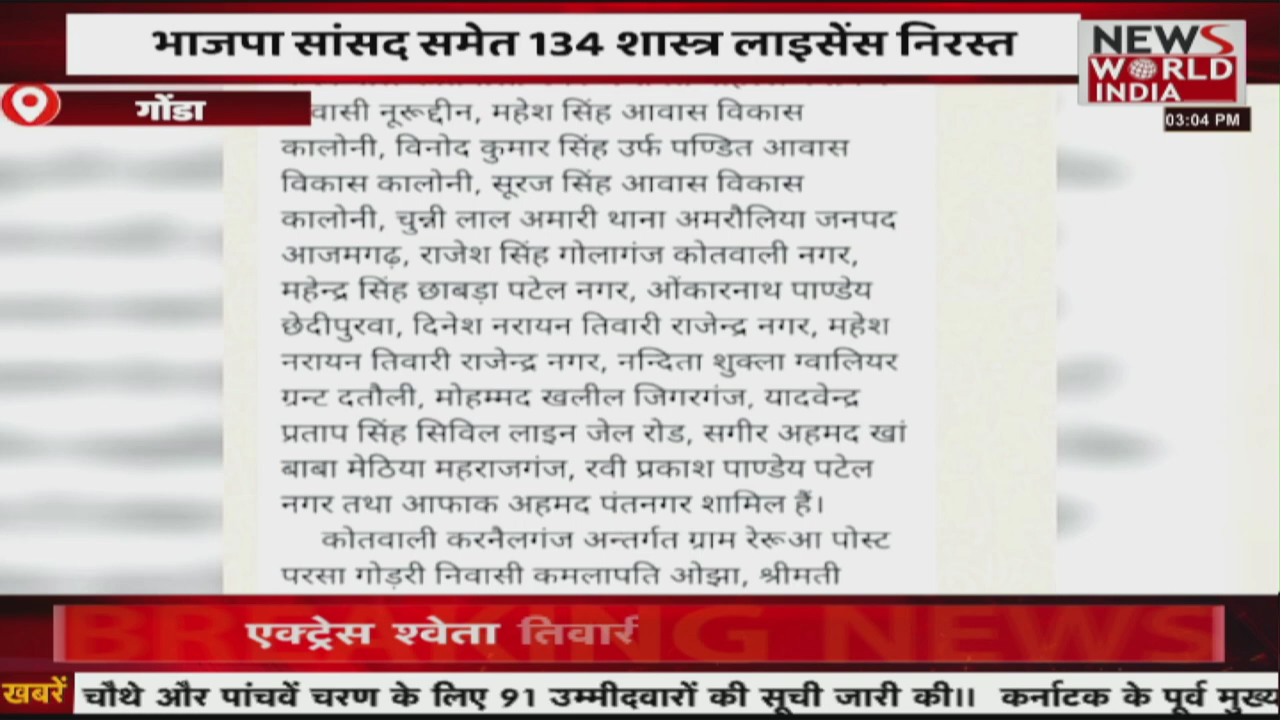 भाजपा सांसद समेत 134 शास्त्र लाइसेंस निरस्त
NEWS
WORLD
INDIA
03:04 PM
गोंडा
वासी नूरूद्दीन, महेश सिंह आवास विकास
कालोनी, विनोद कुमार सिंह उर्फ पण्डित आवास
विकास कालोनी, सूरज सिंह आवास विकास
कालोनी, चुन्नी लाल अमारी थाना अमरौलिया जनपद
आजमगढ़, राजेश सिंह गोलागंज कोतवाली नगर,
महेन्द्र सिंह छाबड़ा पटेल नगर, ओंकारनाथ पाण्डेय
छेदीपुरवा, दिनेश नरायन तिवारी राजेन्द्र नगर, महेश
नरायन तिवारी राजेन्द्र नगर, नन्दिता शुक्ला ग्वालियर
ग्रन्ट दतौली, मोहम्मद खलील जिगरगंज, यादवेन्द्र
प्रताप सिंह सिविल लाइन जेल रोड, सगीर अहमद खां
बाबा मेठिया महराजगंज, रवी प्रकाश पाण्डेय पटेल
नगर तथा आफाक अहमद पंतनगर शामिल हैं।
कोतवाली करनैलगंज अन्तर्गत ग्राम रेरूआ पोस्ट
परसा गोड़री निवासी कमलापति ओझा, श्रीमती
BREAKING NEWS
एक्ट्रेस श्वेता तिवार
खबरें चौथे और पांचवें चरण के लिए 91 उम्मीदवारों की सूची जारी की।। कर्नाटक के पूर्व मुख्य